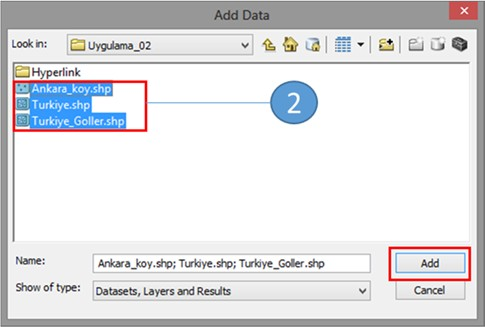 Add Data
Look in: Uygulama_02
Hyperlink
Ankara_koy.shp
Turkiye.shp
Turkiye_Goller.shp
2
Name: Ankara_koy.shp; Turkiye.shp; Turkiye_Goller.shp Add
Show of type: Datasets, Layers and Results Cancel